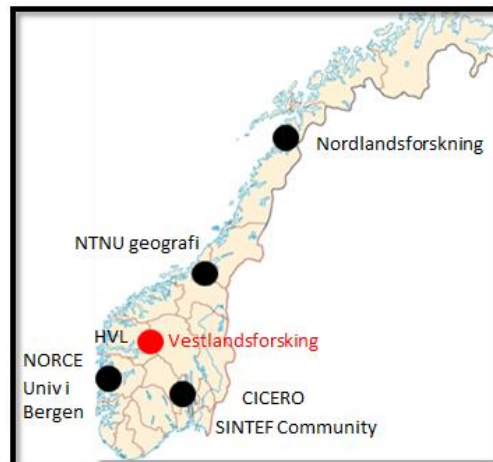 Nordlandsforskning
NTNU geografi
HVL
Vestlandsforsking
NORCE
Univ i
Bergen
CICERO
SINTEF Community